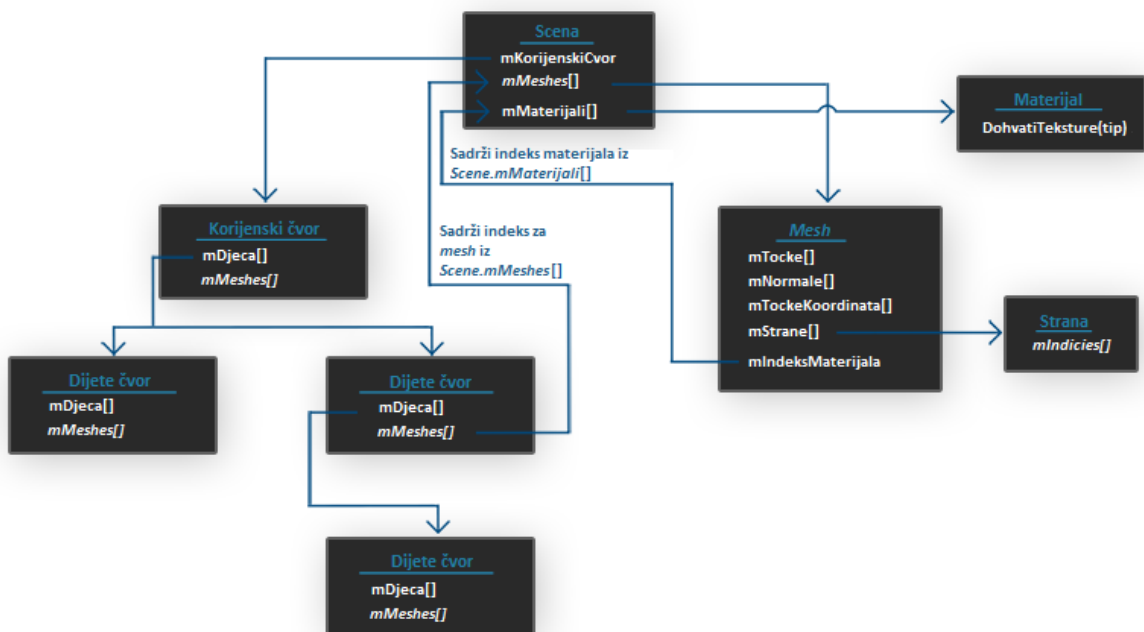 Scena
mKorijenskiCvor
mMeshes[]
mMaterijali[]
Materijal
DohvatiTeksture(tip)
Sadrži indeks materijala iz
Scene.mMaterijali[]
Korijenski čvor
mDjeca[]
mMeshes[]
Sadrži indeks za
mesh iz
Scene.mMeshes[]
Mesh
mTocke[]
mNormale[]
mTockeKoordinata[]
mStrane[]
mIndeksMaterijala
Strana
mIndicies[]
Dijete čvor
mDjeca[]
mMeshes[]
Dijete čvor
mDjeca[]
mMeshes[]
Dijete čvor
mDjeca[]
mMeshes[]